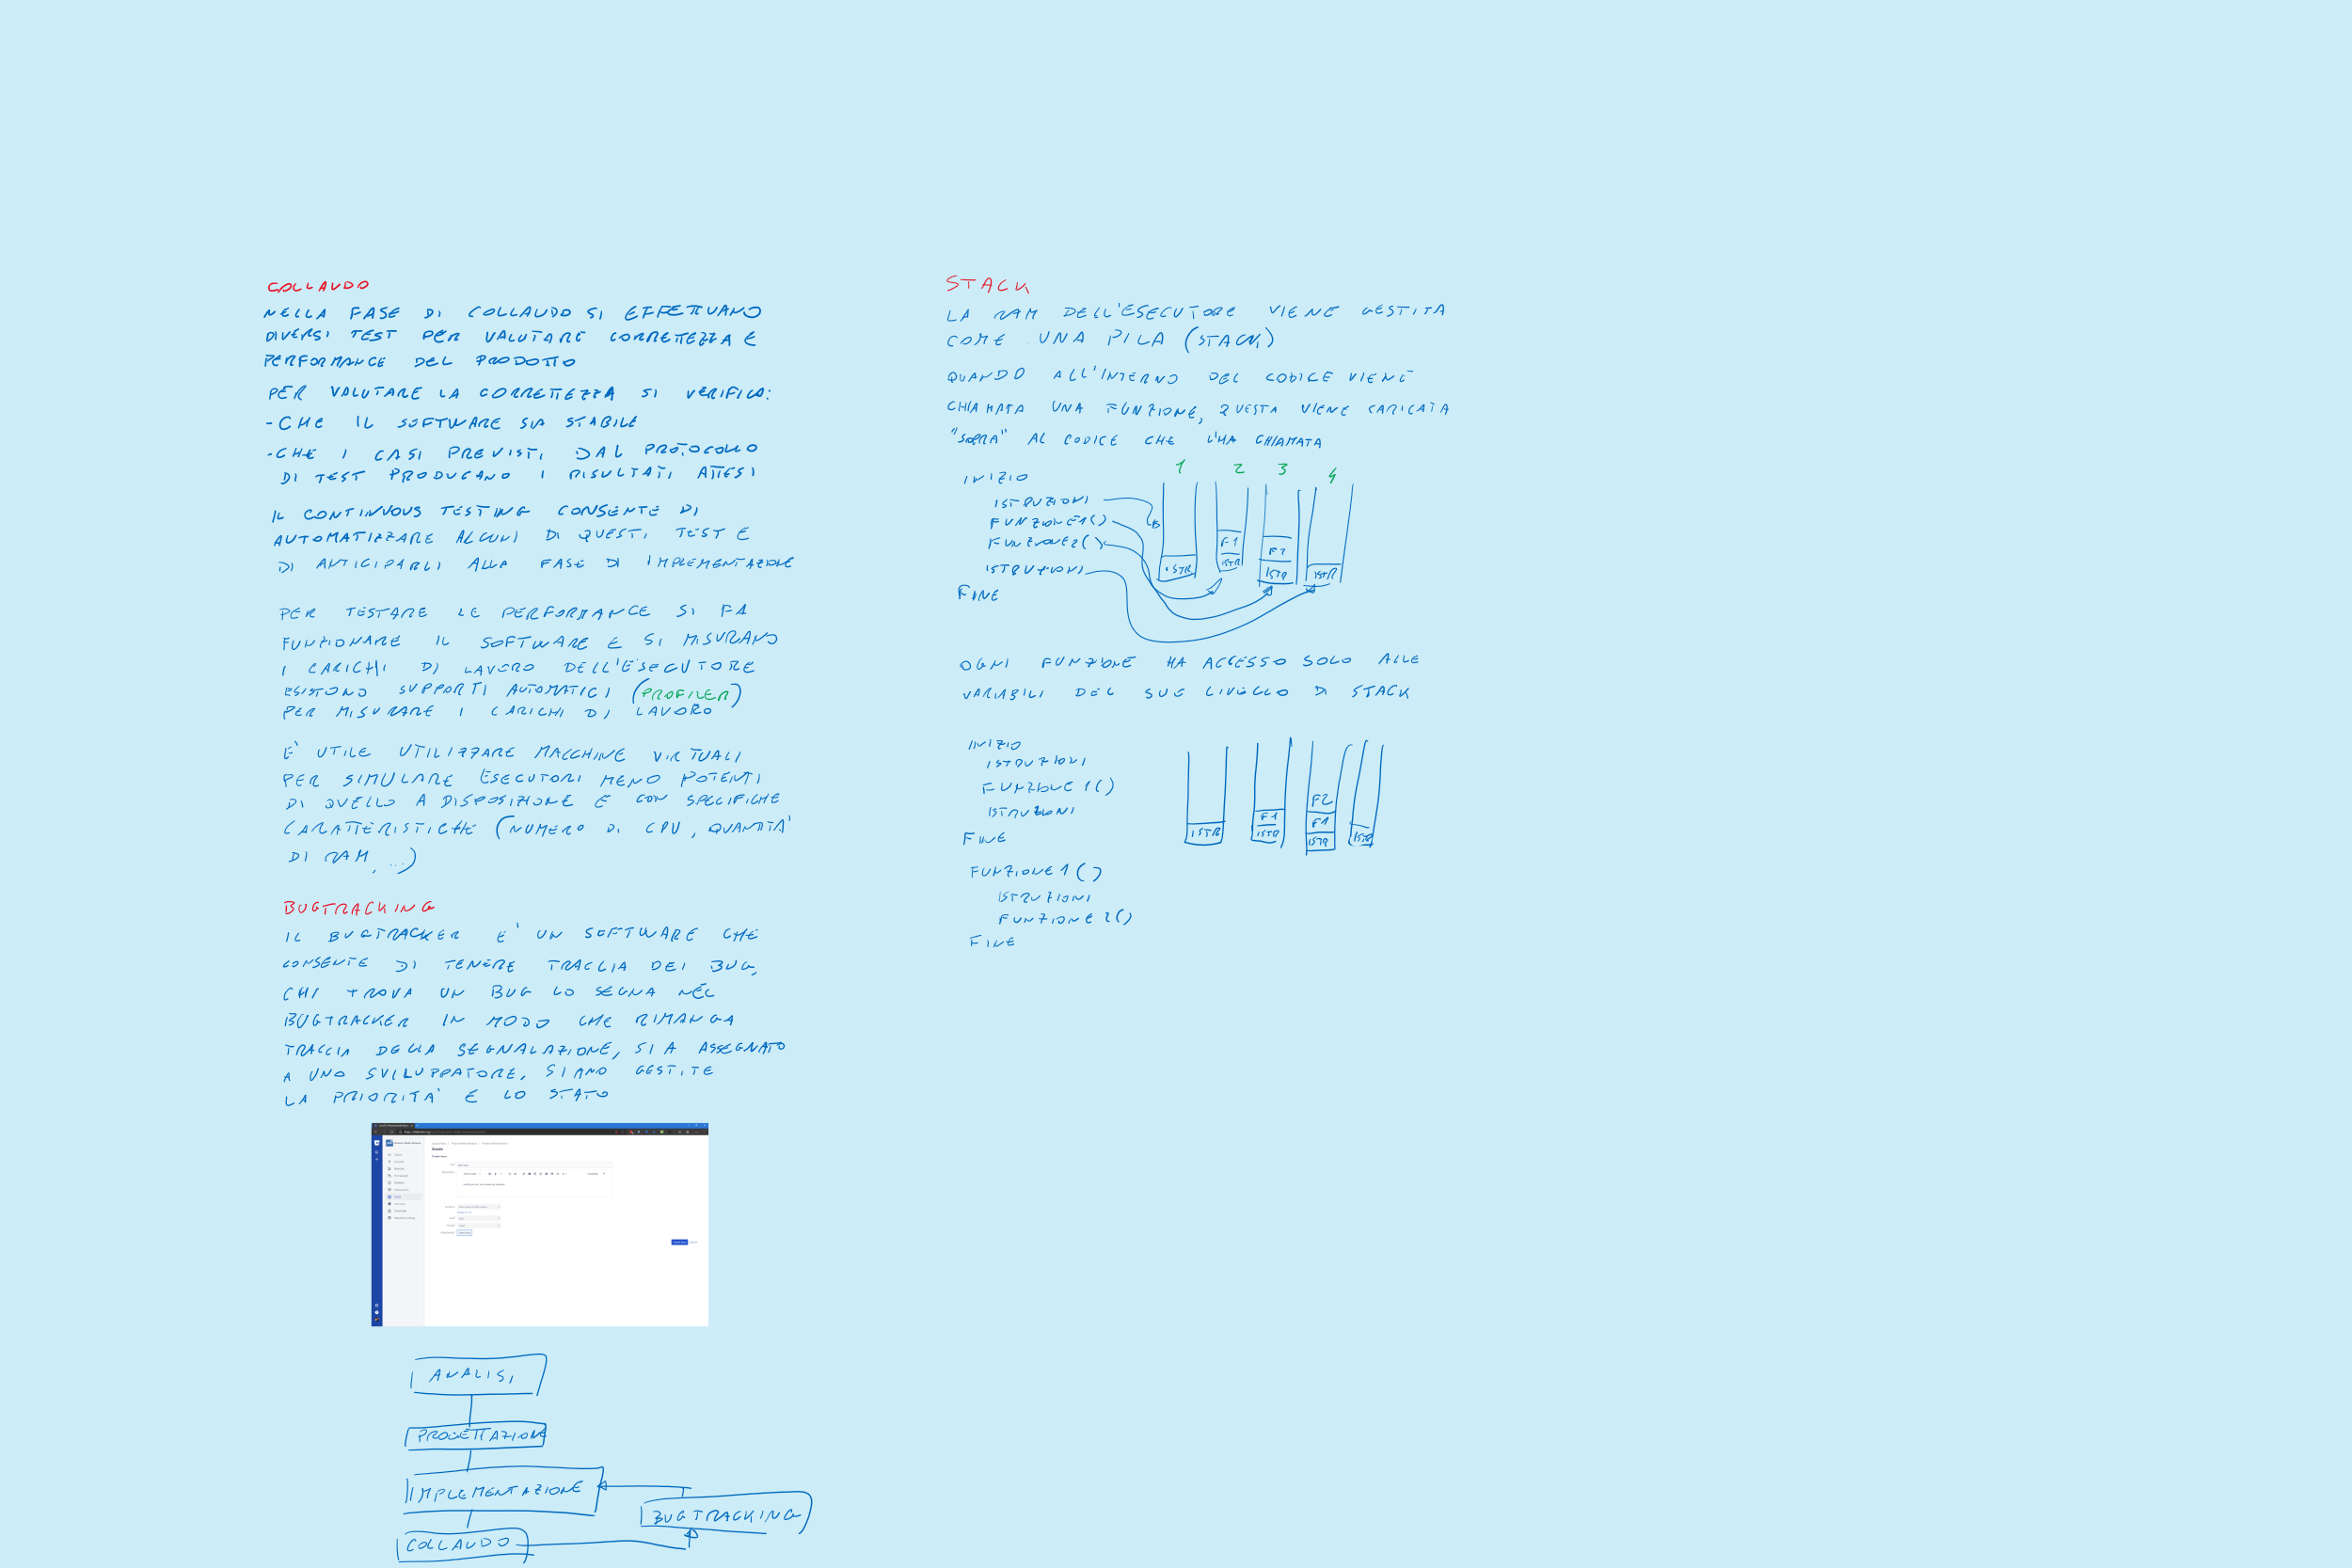 COLLAUDO
NELLA FASE DI COLLAUDO SI EFFETTUANO
DIVERSI TEST PER VALUTARE CORRETTEZZA E
PERFORMANCE DEL PRODOTTO
PER VALUTARE LA CORRETTEZZA SI VERIFICA:
- CHE IL SOFTWARE SIA STABILE
- CHE I CASI PREVISTI DAL PROTOCOLLO
DI TEST PRODUCANO I RISULTATI ATTESI
IL CONTINUOUS TESTING CONSENTE DI
AUTOMATIZZARE ALCUNI DI QUESTI TEST E
DI ANTICIPARLI ALLA FASE DI IMPLEMENTAZIONE
PER TESTARE LE PERFORMANCE SI FA
FUNZIONARE IL SOFTWARE E SI MISURANO
I CARICHI DI LAVORO DELL'ESECUTORE
ESISTONO SUPPORTI AUTOMATICI (PROFILER)
PER MISURARE I CARICHI DI LAVORO
E' UTILE UTILIZZARE MACCHINE VIRTUALI
PER SIMULARE ESECUTORI MENO POTENTI
DI QUELLO A DISPOSIZIONE E CON SPECIFICHE
CARATTERISTICHE (NUMERO DI CPU, QUANTITA'
DI RAM, ...)
BUGTRACKING
IL BUGTRACKER E' UN SOFTWARE CHE
CONSENTE DI TENERE TRACCIA DEI BUG,
CHI TROVA UN BUG LO SEGNA NEL
BUGTRACKER IN MODO CHE RIMANGA
TRACCIA DELLA SEGNALAZIONE, SIA ASSEGNATO
A UNO SVILUPPATORE, SIANO GESTITE
LA PRIORITA' E LO STATO
ANALISI
PROGETTAZIONE
IMPLEMENTAZIONE
BUGTRACKING
COLLAUDO
STACK
LA RAM DELL'ESECUTORE VIENE GESTITA
COME UNA PILA (STACK)
QUANDO ALL'INTERNO DEL CODICE VIENE
CHIAMATA UNA FUNZIONE, QUESTA VIENE CARICATA
"SOPRA" AL CODICE CHE L'HA CHIAMATA
1 2 3 4
INIZIO
ISTRUZIONI
FUNZIONE1()
FUNZIONE2()
ISTRUZIONI
FINE
ISTR
F1
ISTR
F2
ISTR
ISTR
OGNI FUNZIONE HA ACCESSO SOLO ALLE
VARIABILI DEL SUO LIVELLO DI STACK
INIZIO
ISTRUZIONI
FUNZIONE 1()
ISTRUZIONI
FINE
ISTR
F1
ISTR
F2
F1
ISTR
ISTR
FUNZIONE 1()
ISTRUZIONI
FUNZIONE 2()
FINE